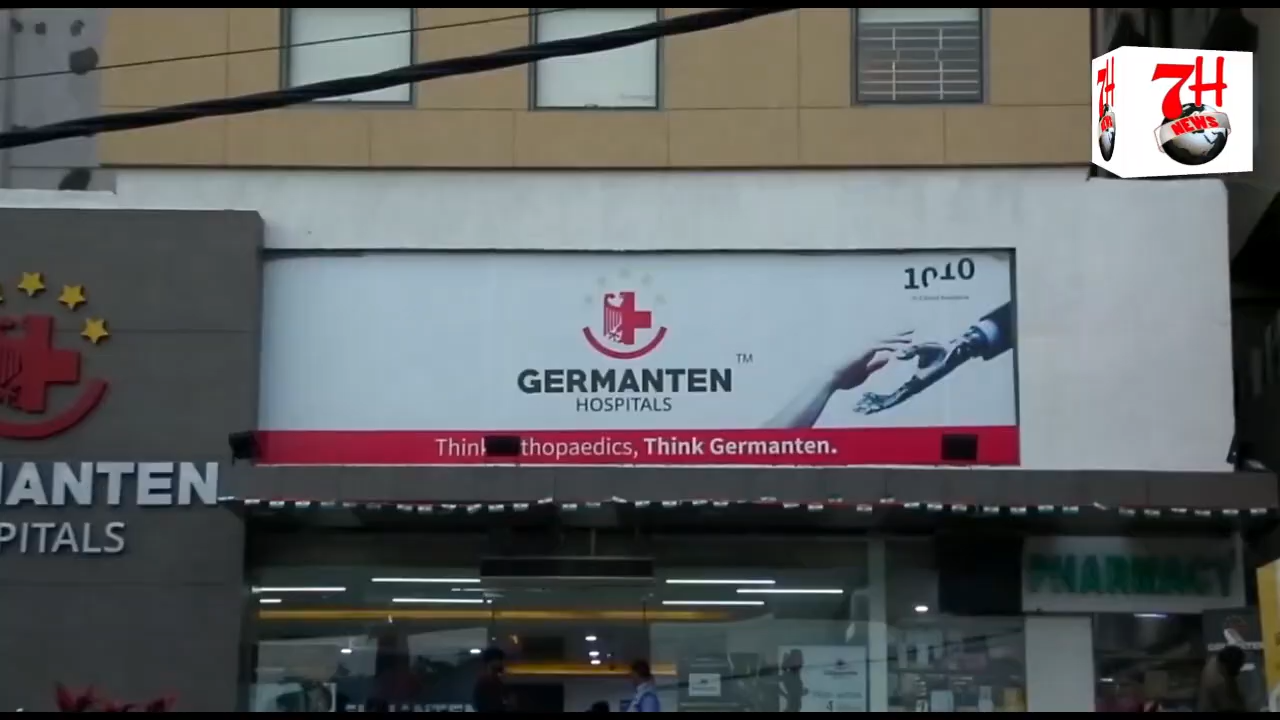 7H
NEWS
1010
GERMANTEN
TM
HOSPITALS
Think thopaedics, Think Germanten.
MANTEN
PITALS
PHARMACY